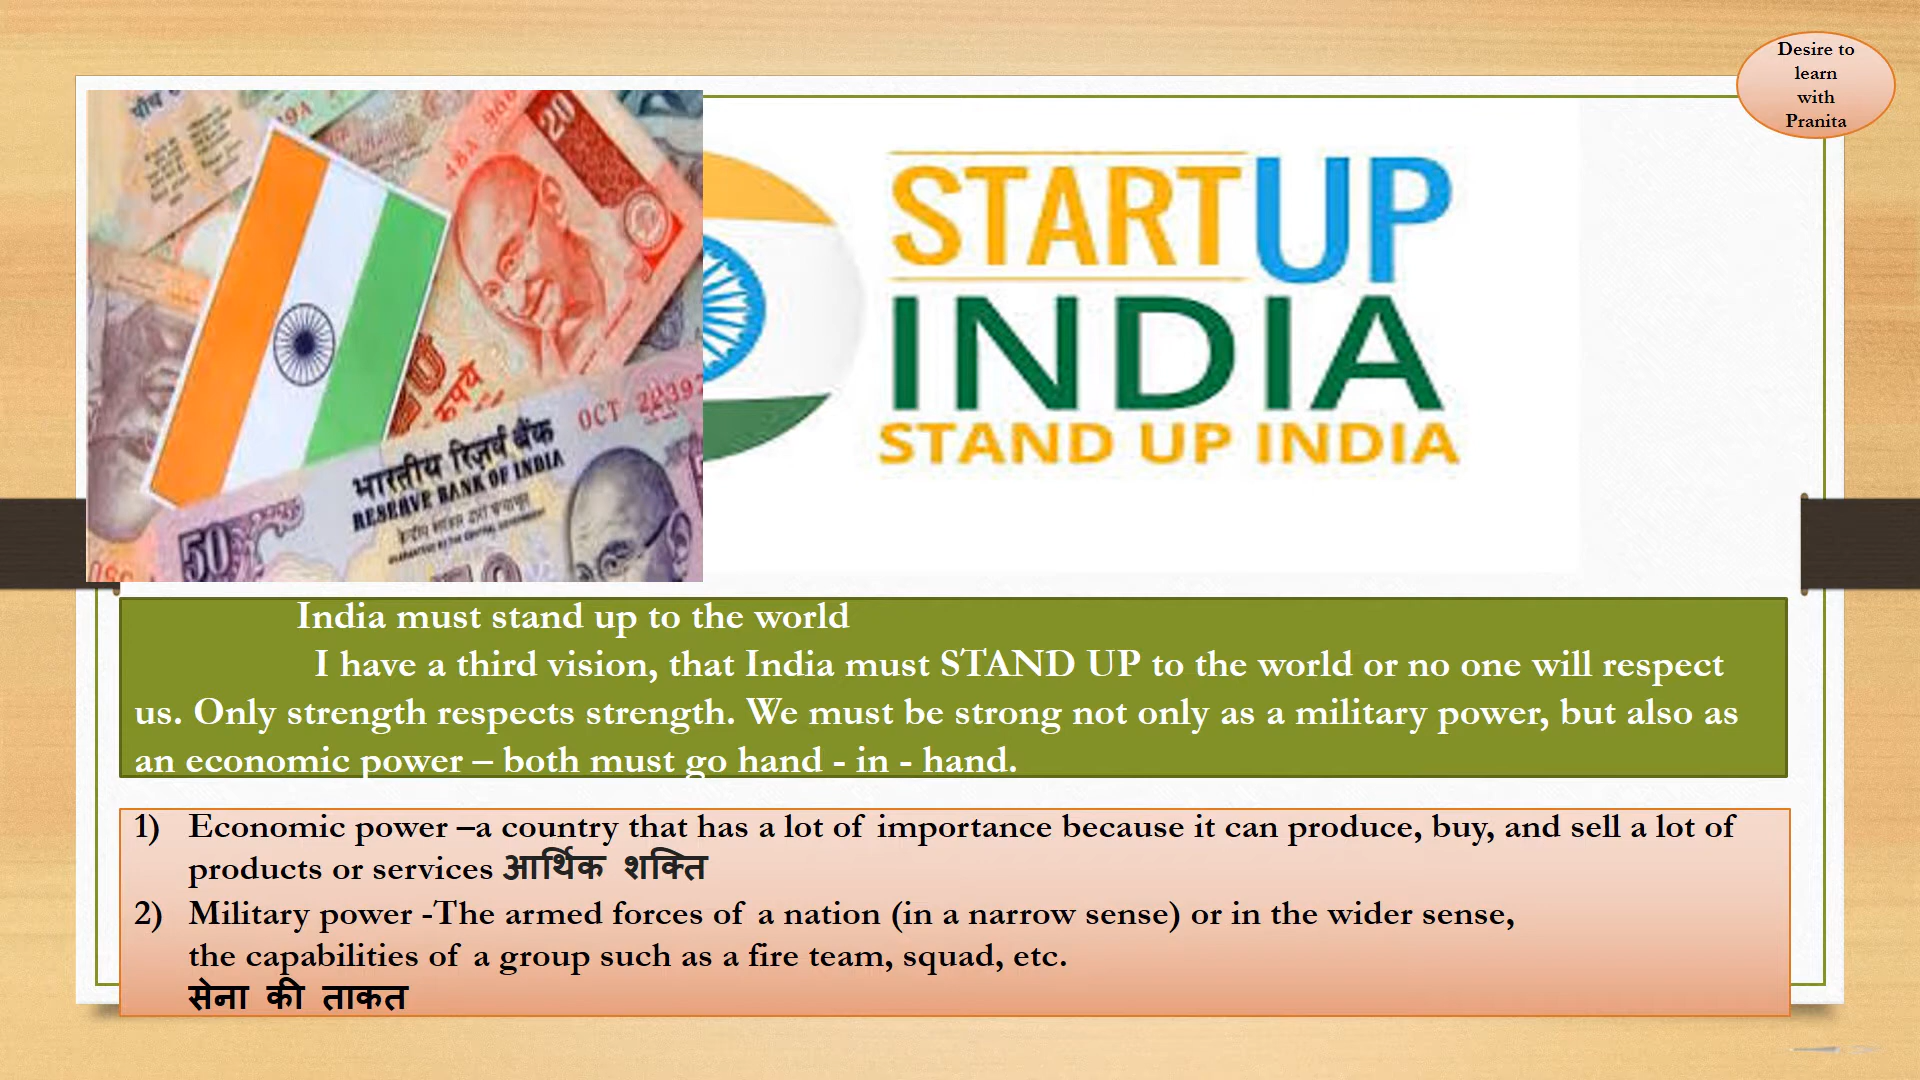 Desire to
learn
with
Pranita
20
रुपये
OCT
भारतीय रिज़र्व बैंक
RESERVE BANK OF INDIA
50
STARTUP
INDIA
STAND UP INDIA
India must stand up to the world
I have a third vision, that India must STAND UP to the world or no one will respect
us. Only strength respects strength. We must be strong not only as a military power, but also as
an economic power – both must go hand - in - hand.
1) Economic power –a country that has a lot of importance because it can produce, buy, and sell a lot of
products or services आर्थिक शक्ति
2) Military power -The armed forces of a nation (in a narrow sense) or in the wider sense,
the capabilities of a group such as a fire team, squad, etc.
सेना की ताकत